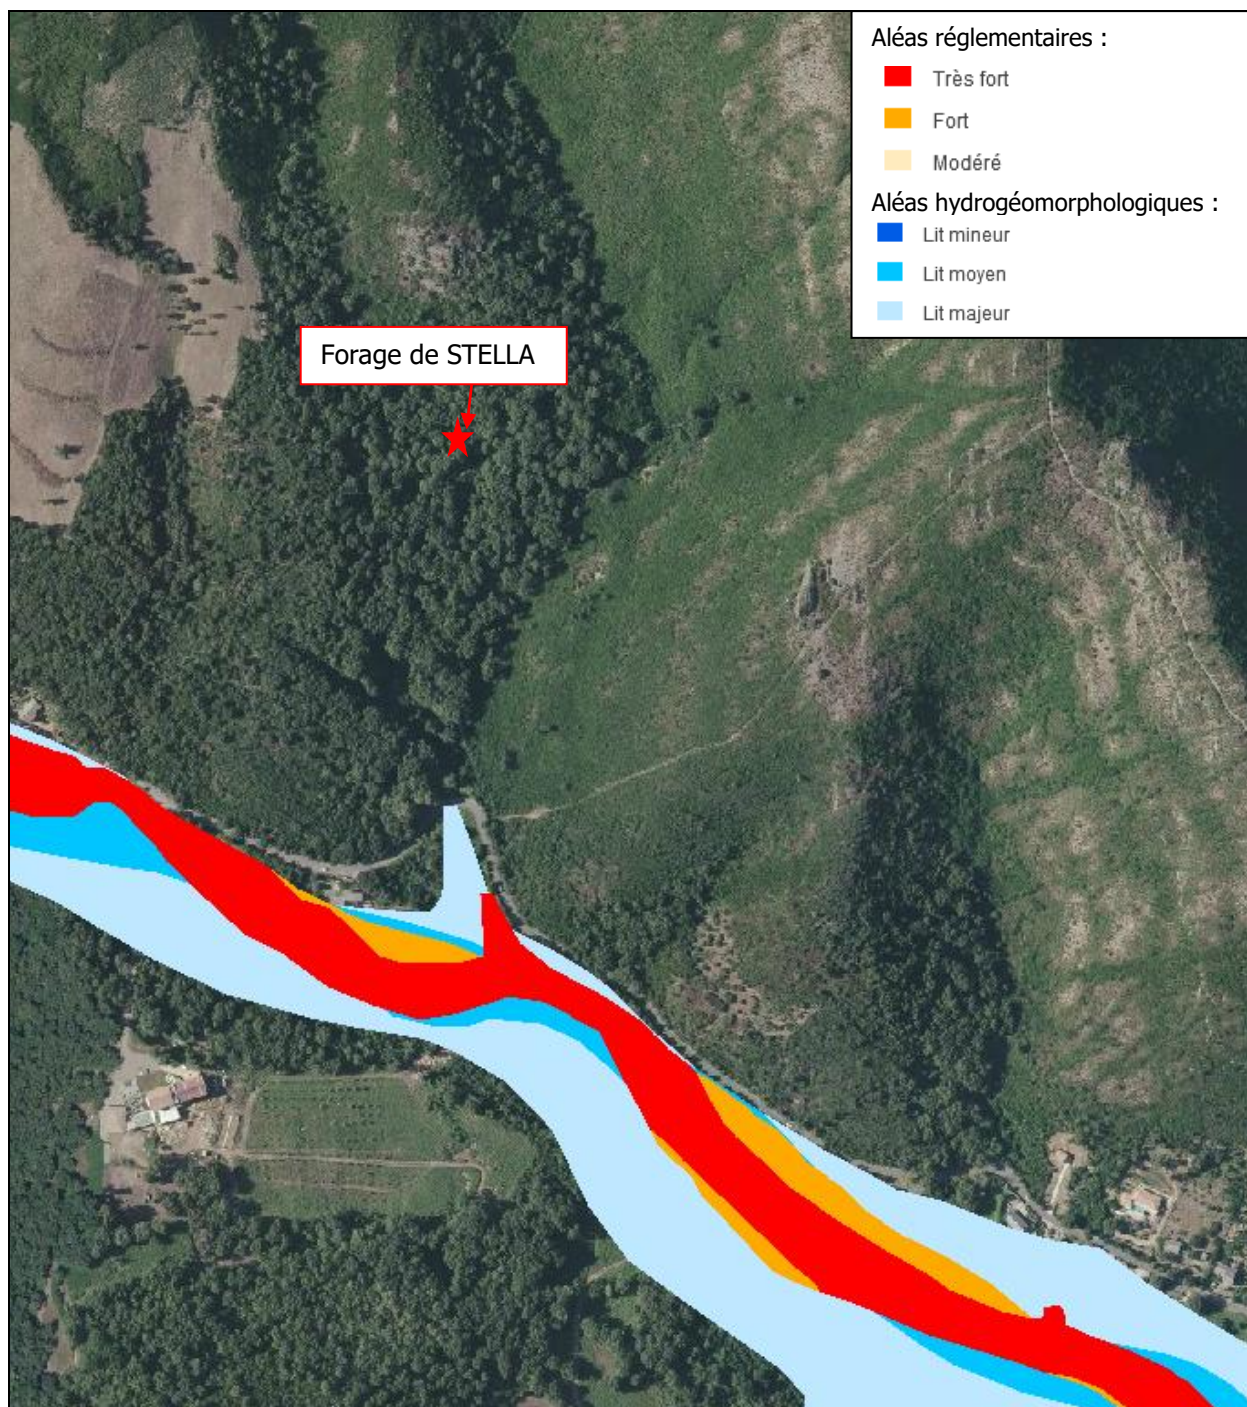 Aléas réglementaires :
Très fort
Fort
Modéré
Aléas hydrogéomorphologiques :
Lit mineur
Lit moyen
Lit majeur
Forage de STELLA